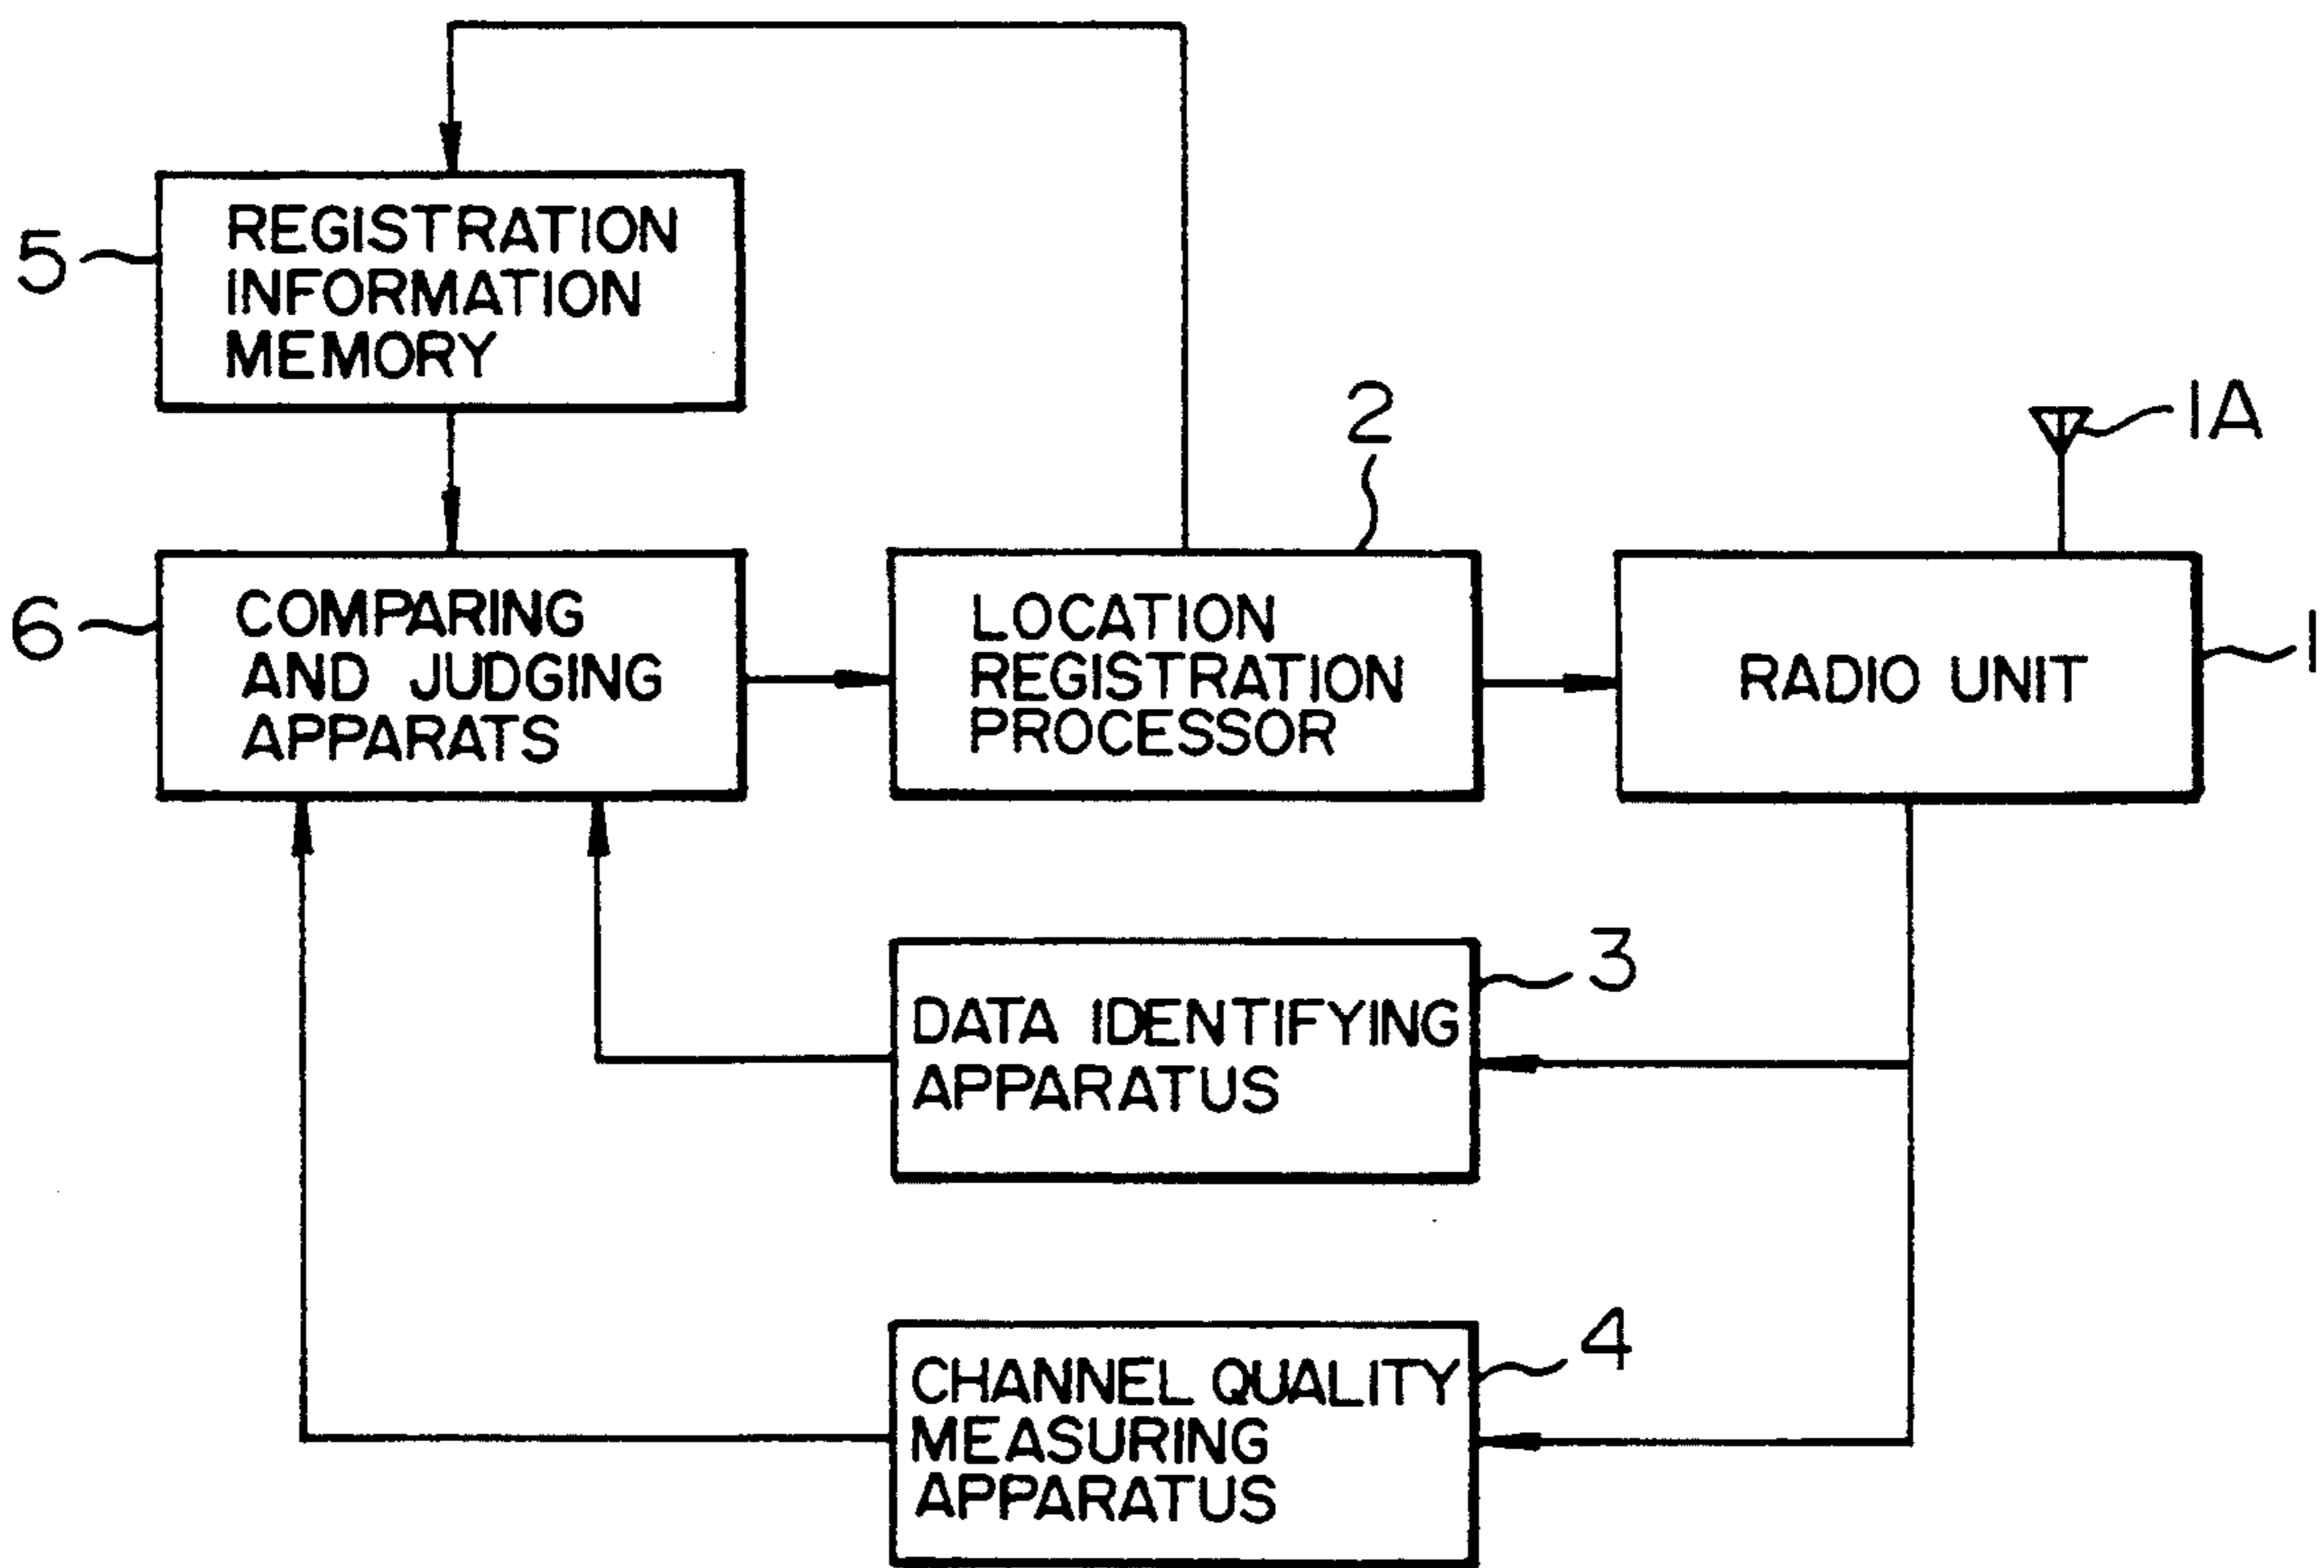 5
REGISTRATION
INFORMATION
MEMORY
2
1A
6
COMPARING
AND JUDGING
APPARATS
LOCATION
REGISTRATION
PROCESSOR
RADIO UNIT
1
3
DATA IDENTIFYING
APPARATUS
4
CHANNEL QUALITY
MEASURING
APPARATUS